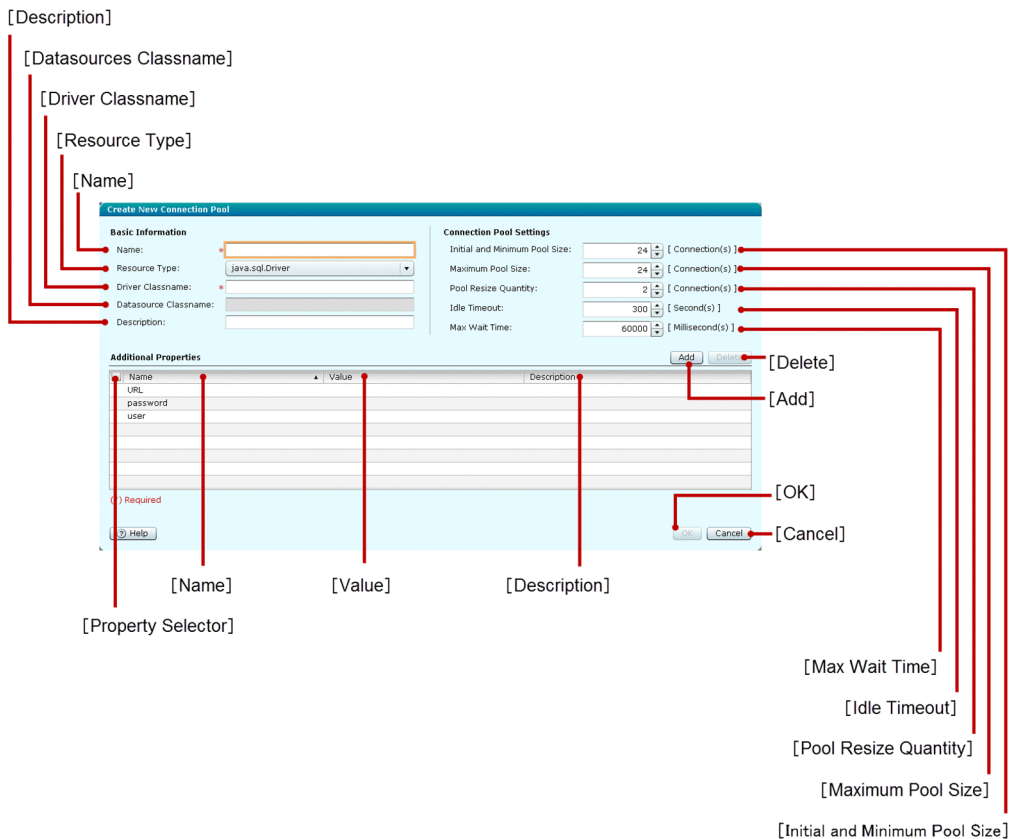 [Description]
[Datasources Classname]
[Driver Classname]
[Resource Type]
[Name]
Create New Connection Pool
Basic Information
Name: *
Resource Type: java.sql.Driver
Driver Classname: *
Datasource Classname:
Description:
Connection Pool Settings
Initial and Minimum Pool Size: 24 [ Connection(s) ]
Maximum Pool Size: 24 [ Connection(s) ]
Pool Resize Quantity: 2 [ Connection(s) ]
Idle Timeout: 300 [ Second(s) ]
Max Wait Time: 60000 [ Millisecond(s) ]
Additional Properties
Add Delete
[Delete]
[Add]
Name Value Description
URL
password
user
(*) Required
Help
OK Cancel
[OK]
[Cancel]
[Name] [Value] [Description]
[Property Selector]
[Max Wait Time]
[Idle Timeout]
[Pool Resize Quantity]
[Maximum Pool Size]
[Initial and Minimum Pool Size]